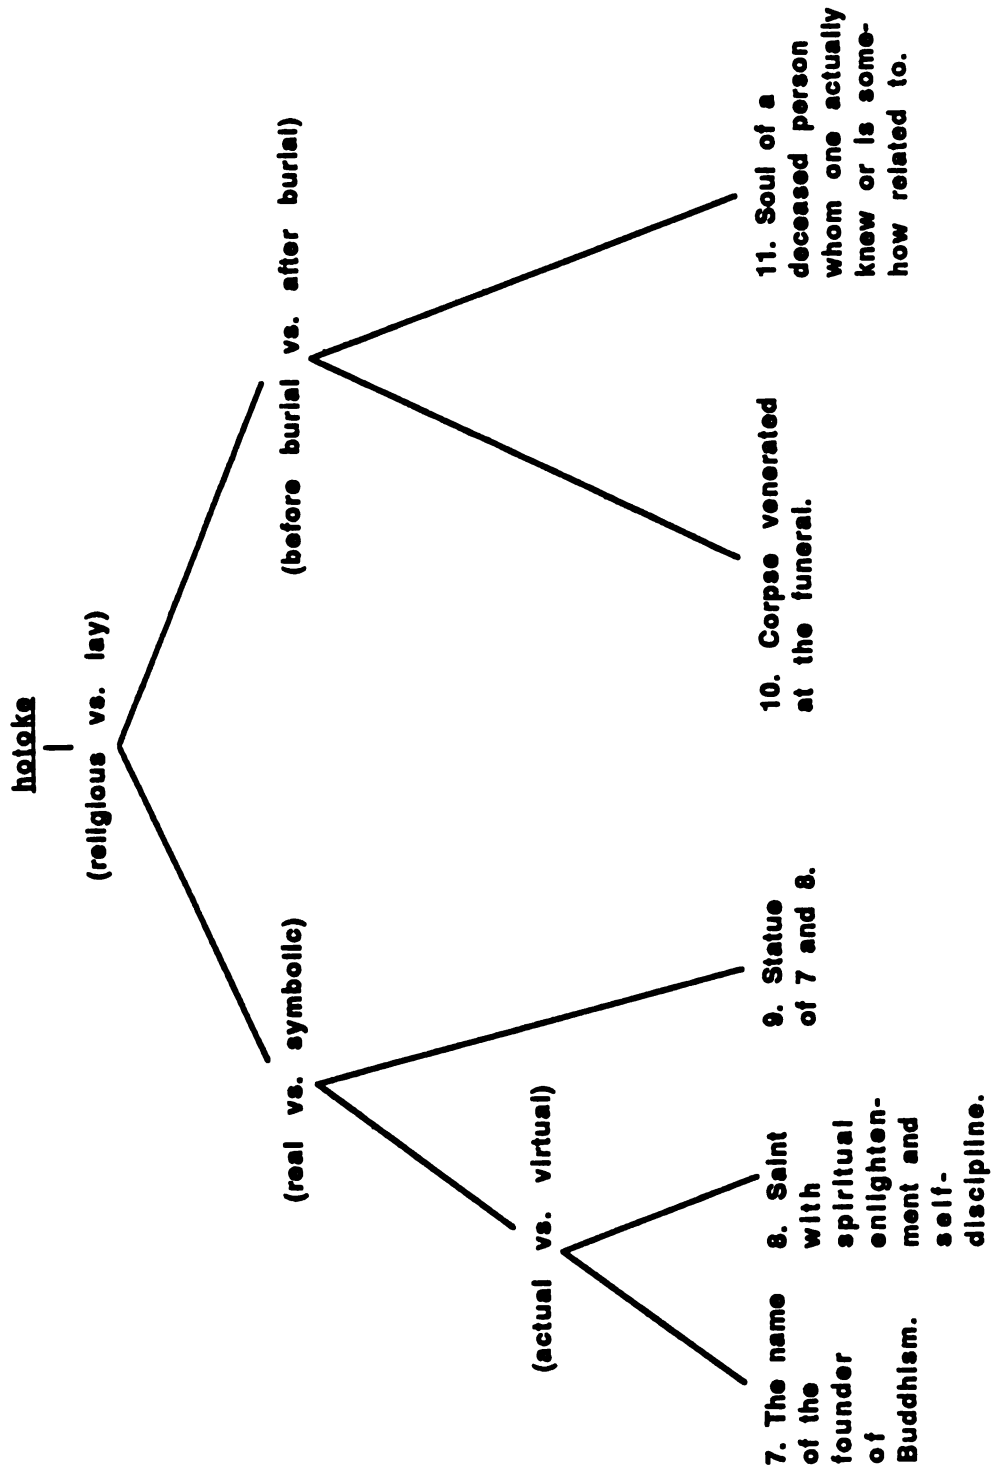 hotoke
(religious vs. lay)
(real vs. symbolic)
(before burial vs. after burial)
(actual vs. virtual)
7. The name
of the
founder
of
Buddhism.
8. Saint
with
spiritual
enlighten-
ment and
self-
discipline.
9. Statue
of 7 and 8.
10. Corpse venerated
at the funeral.
11. Soul of a
deceased person
whom one actually
knew or is some-
how related to.